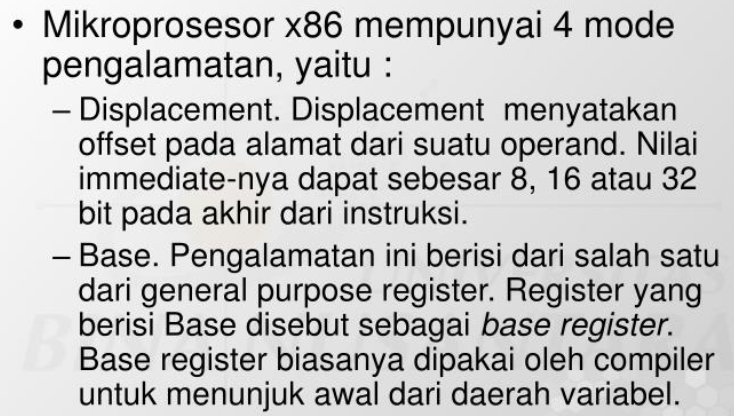 • Mikroprosesor x86 mempunyai 4 mode
pengalamatan, yaitu :
– Displacement. Displacement menyatakan
offset pada alamat dari suatu operand. Nilai
immediate-nya dapat sebesar 8, 16 atau 32
bit pada akhir dari instruksi.
– Base. Pengalamatan ini berisi dari salah satu
dari general purpose register. Register yang
berisi Base disebut sebagai base register.
Base register biasanya dipakai oleh compiler
untuk menunjuk awal dari daerah variabel.